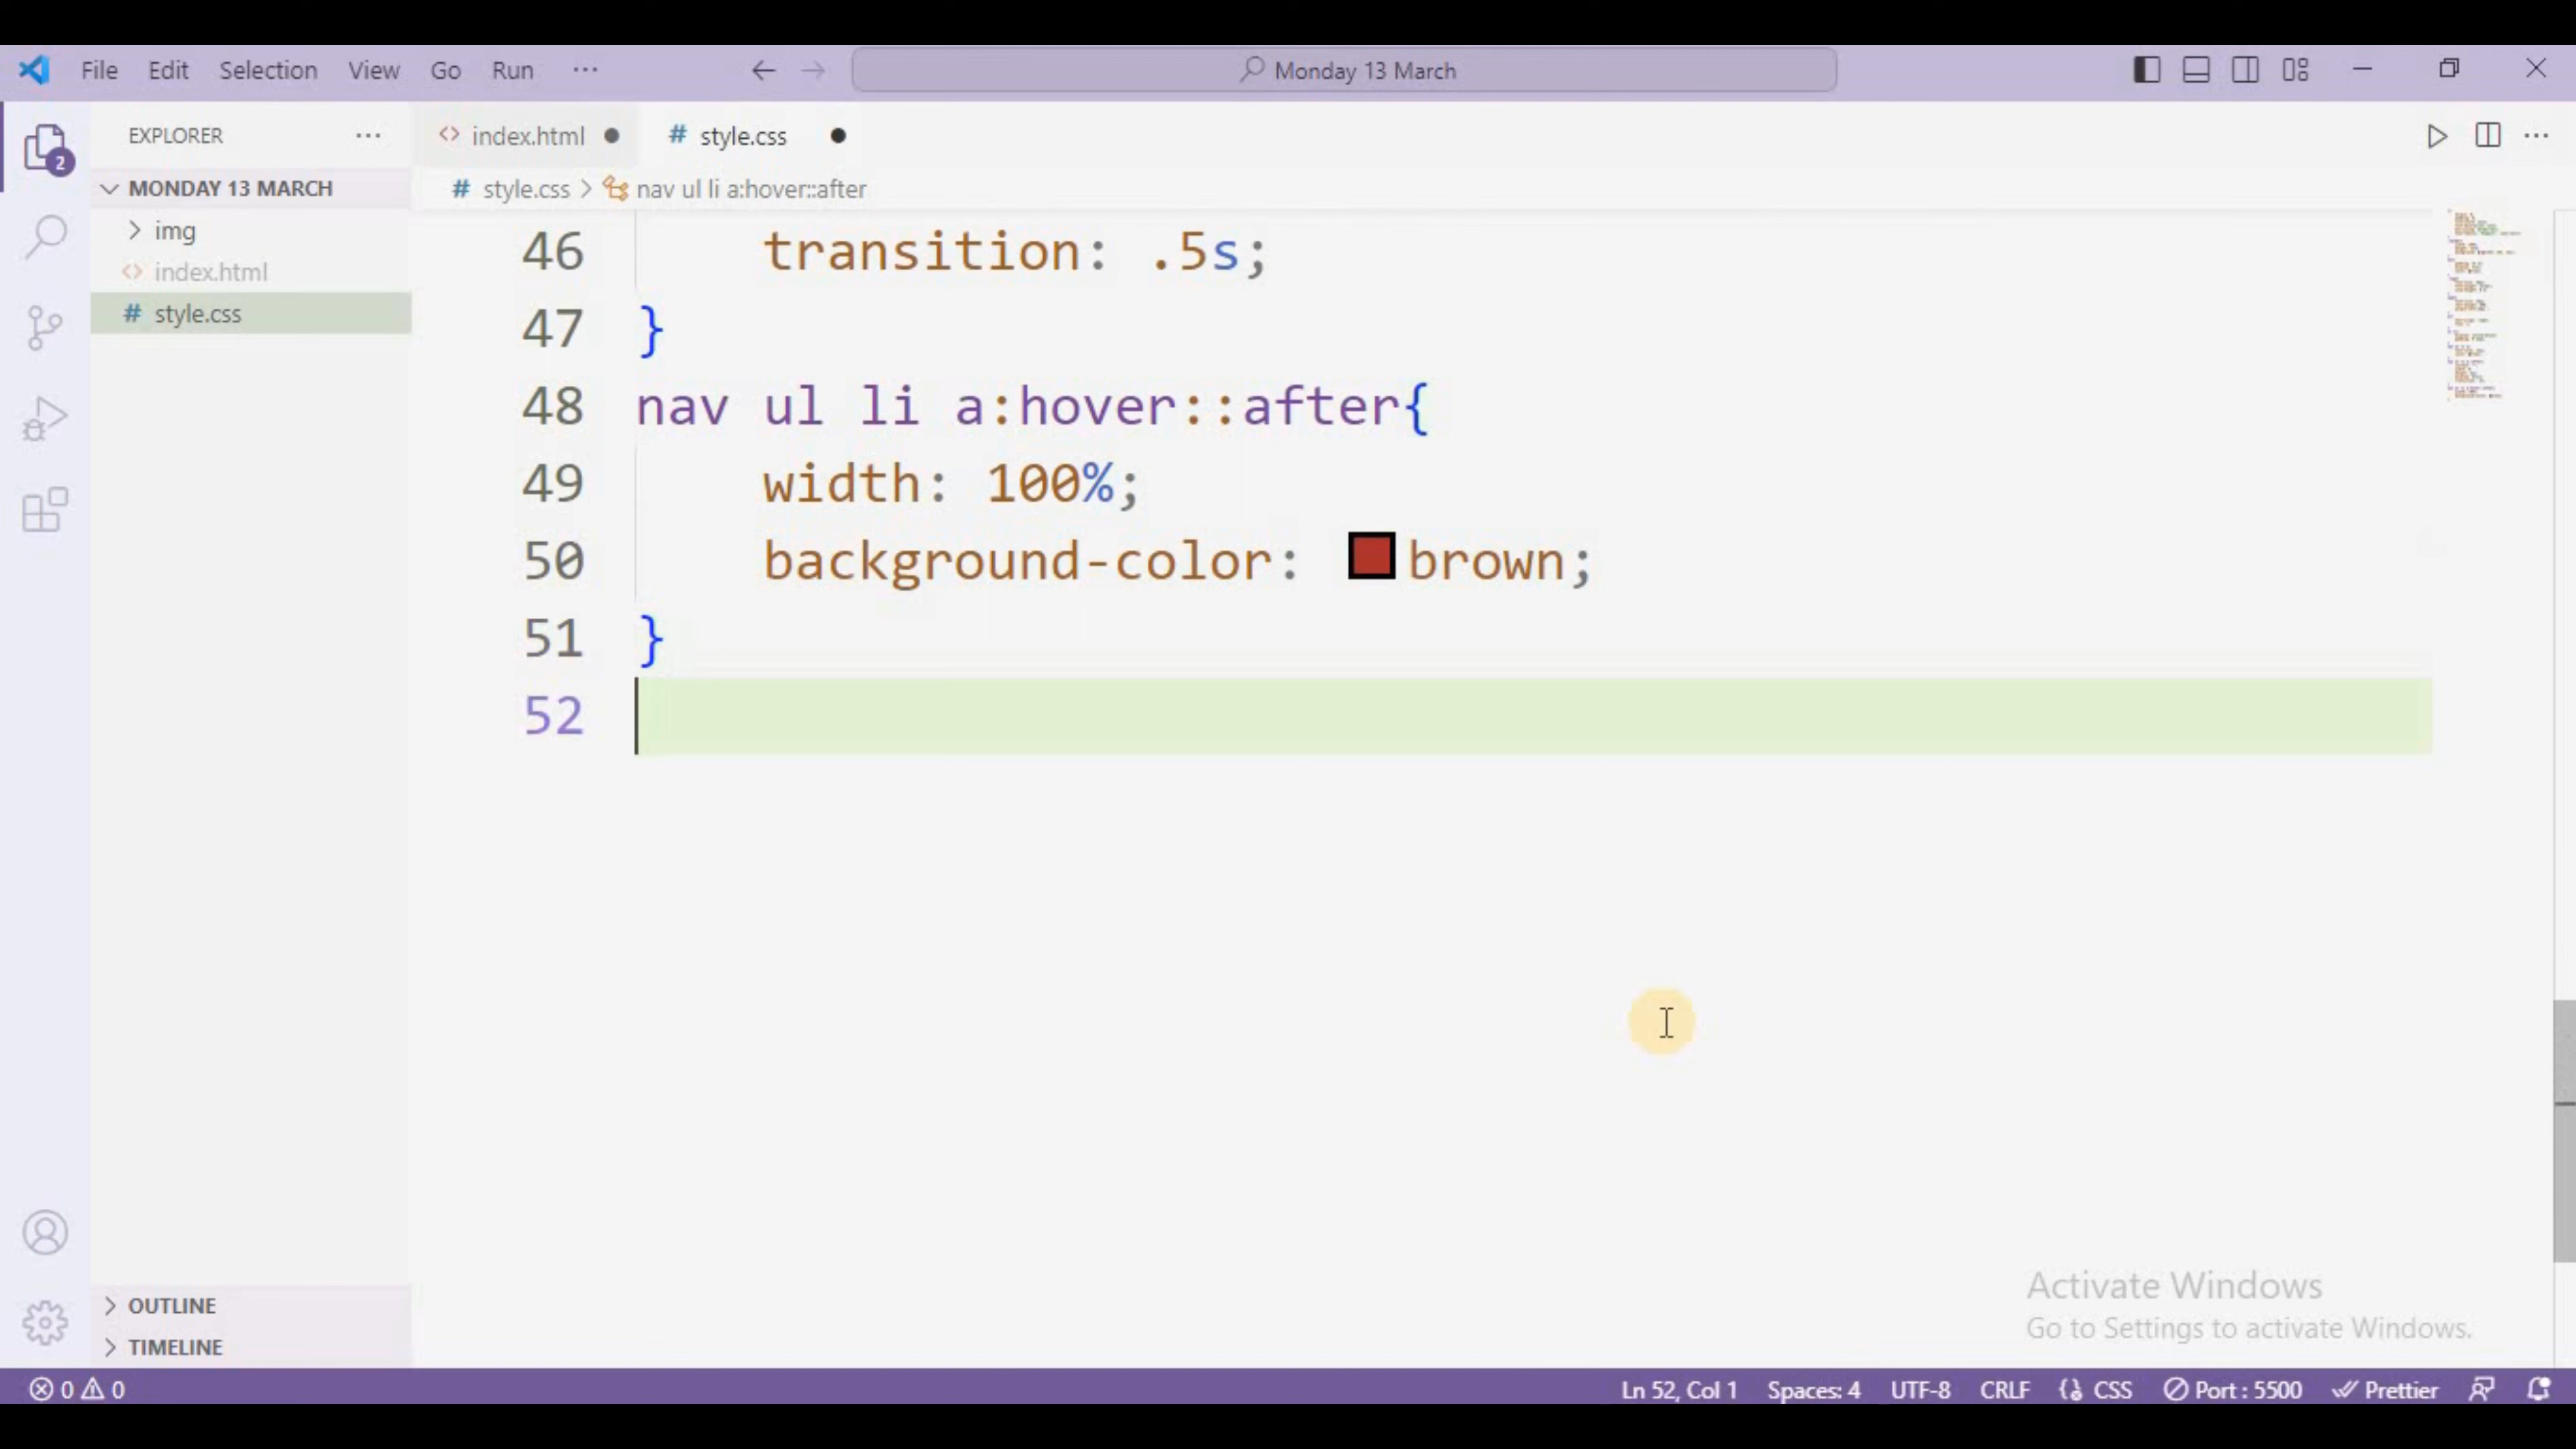 File Edit Selection View Go Run ···
Monday 13 March
EXPLORER ···
index.html
style.css
2
MONDAY 13 MARCH
# style.css > nav ul li a:hover::after
img
index.html
# style.css
46 transition: .5s;
47 }
48 nav ul li a:hover::after{
49 width: 100%;
50 background-color: brown;
51 }
52
Activate Windows
Go to Settings to activate Windows.
OUTLINE
TIMELINE
0 0
Ln 52, Col 1 Spaces: 4 UTF-8 CRLF CSS Port : 5500 Prettier